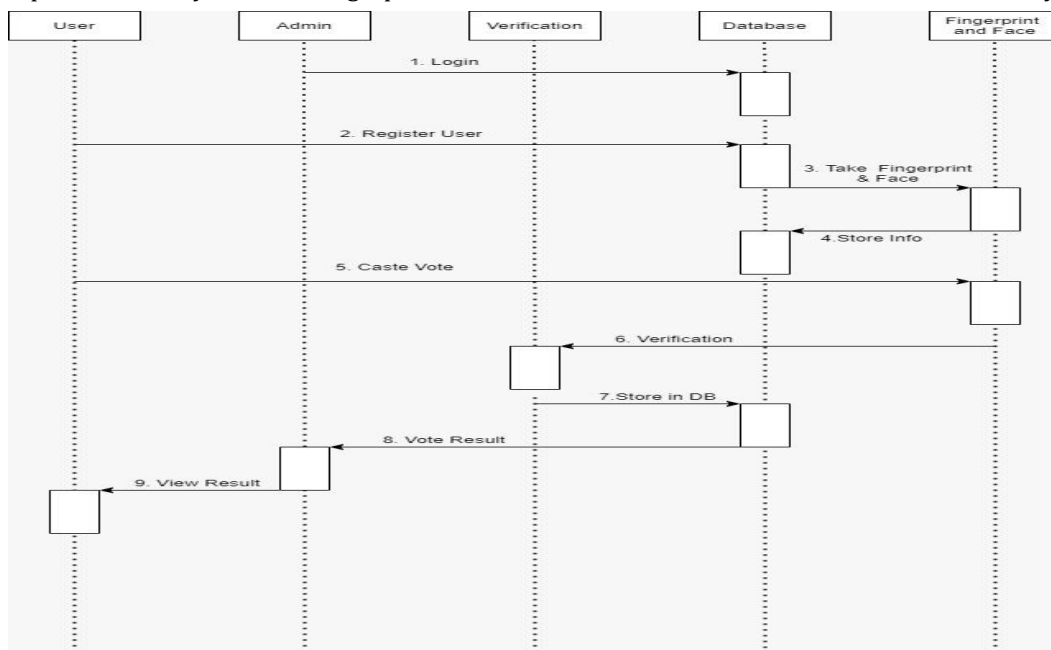 User
Admin
Verification
Database
Fingerprint
and Face
1. Login
2. Register User
3. Take Fingerprint
& Face
4.Store Info
5. Caste Vote
6. Verification
7.Store in DB
8. Vote Result
9. View Result